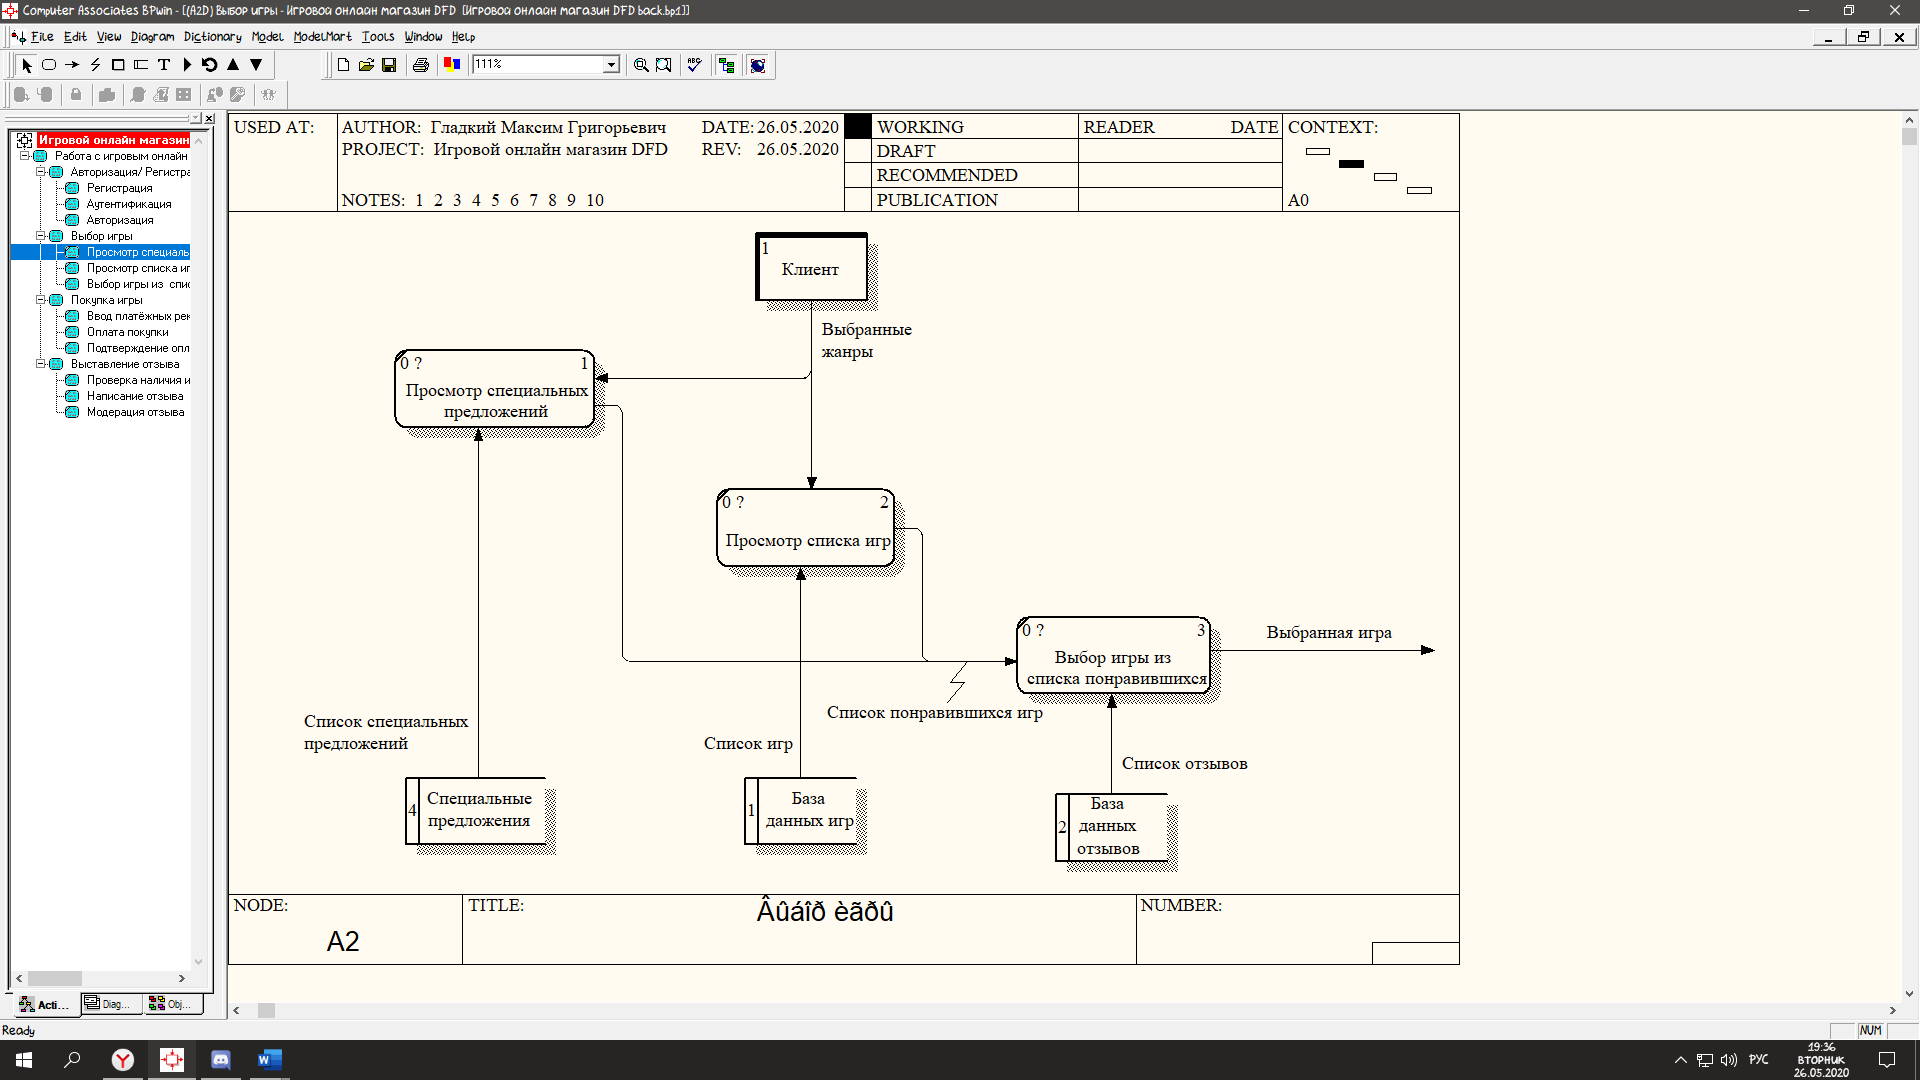 Computer Associates BPwin - [(A2D) Выбор игры - Игровой онлайн магазин DFD [Игровой онлайн магазин DFD back.bp1]]
File Edit View Diagram Dictionary Model ModelMart Tools Window Help
111%
ABC
Игровой онлайн магазин
Работа с игровым онлайн
Авторизация/ Регистра
Регистрация
Аутентификация
Авторизация
Выбор игры
Просмотр специаль
Просмотр списка иг
Выбор игры из спис
Покупка игры
Ввод платёжных рек
Оплата покупки
Подтверждение опл
Выставление отзыва
Проверка наличия и
Написание отзыва
Модерация отзыва
Acti... Diag... Obj...
USED AT:
AUTHOR: Гладкий Максим Григорьевич
DATE: 26.05.2020
PROJECT: Игровой онлайн магазин DFD
REV: 26.05.2020
NOTES: 1 2 3 4 5 6 7 8 9 10
WORKING
DRAFT
RECOMMENDED
PUBLICATION
READER DATE
CONTEXT:
A0
1
Клиент
Выбранные
жанры
0 ? 1
Просмотр специальных
предложений
0 ? 2
Просмотр списка игр
0 ? 3
Выбор игры из
списка понравившихся
Выбранная игра
Список понравившихся игр
Список специальных
предложений
Список игр
Список отзывов
4
Специальные
предложения
1
База
данных игр
2
База
данных
отзывов
NODE:
A2
TITLE:
Âûáîð èãðû
NUMBER:
Ready
NUM
РУС
19:36
ВТОРНИК
26.05.2020